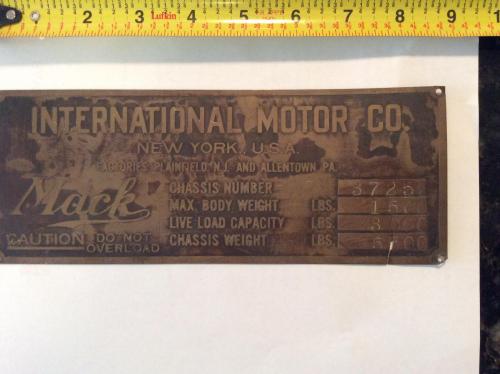 1 2 3 Lufkin 4 5 6 7 8 9 1
INTERNATIONAL MOTOR CO.
NEW YORK, U.S.A.
FACTORIES PLAINFIELD, N.J. AND ALLENTOWN, PA.
Mack
CHASSIS NUMBER 3725
MAX. BODY WEIGHT LBS.
LIVE LOAD CAPACITY LBS.
CHASSIS WEIGHT LBS.
CAUTION DO NOT OVERLOAD